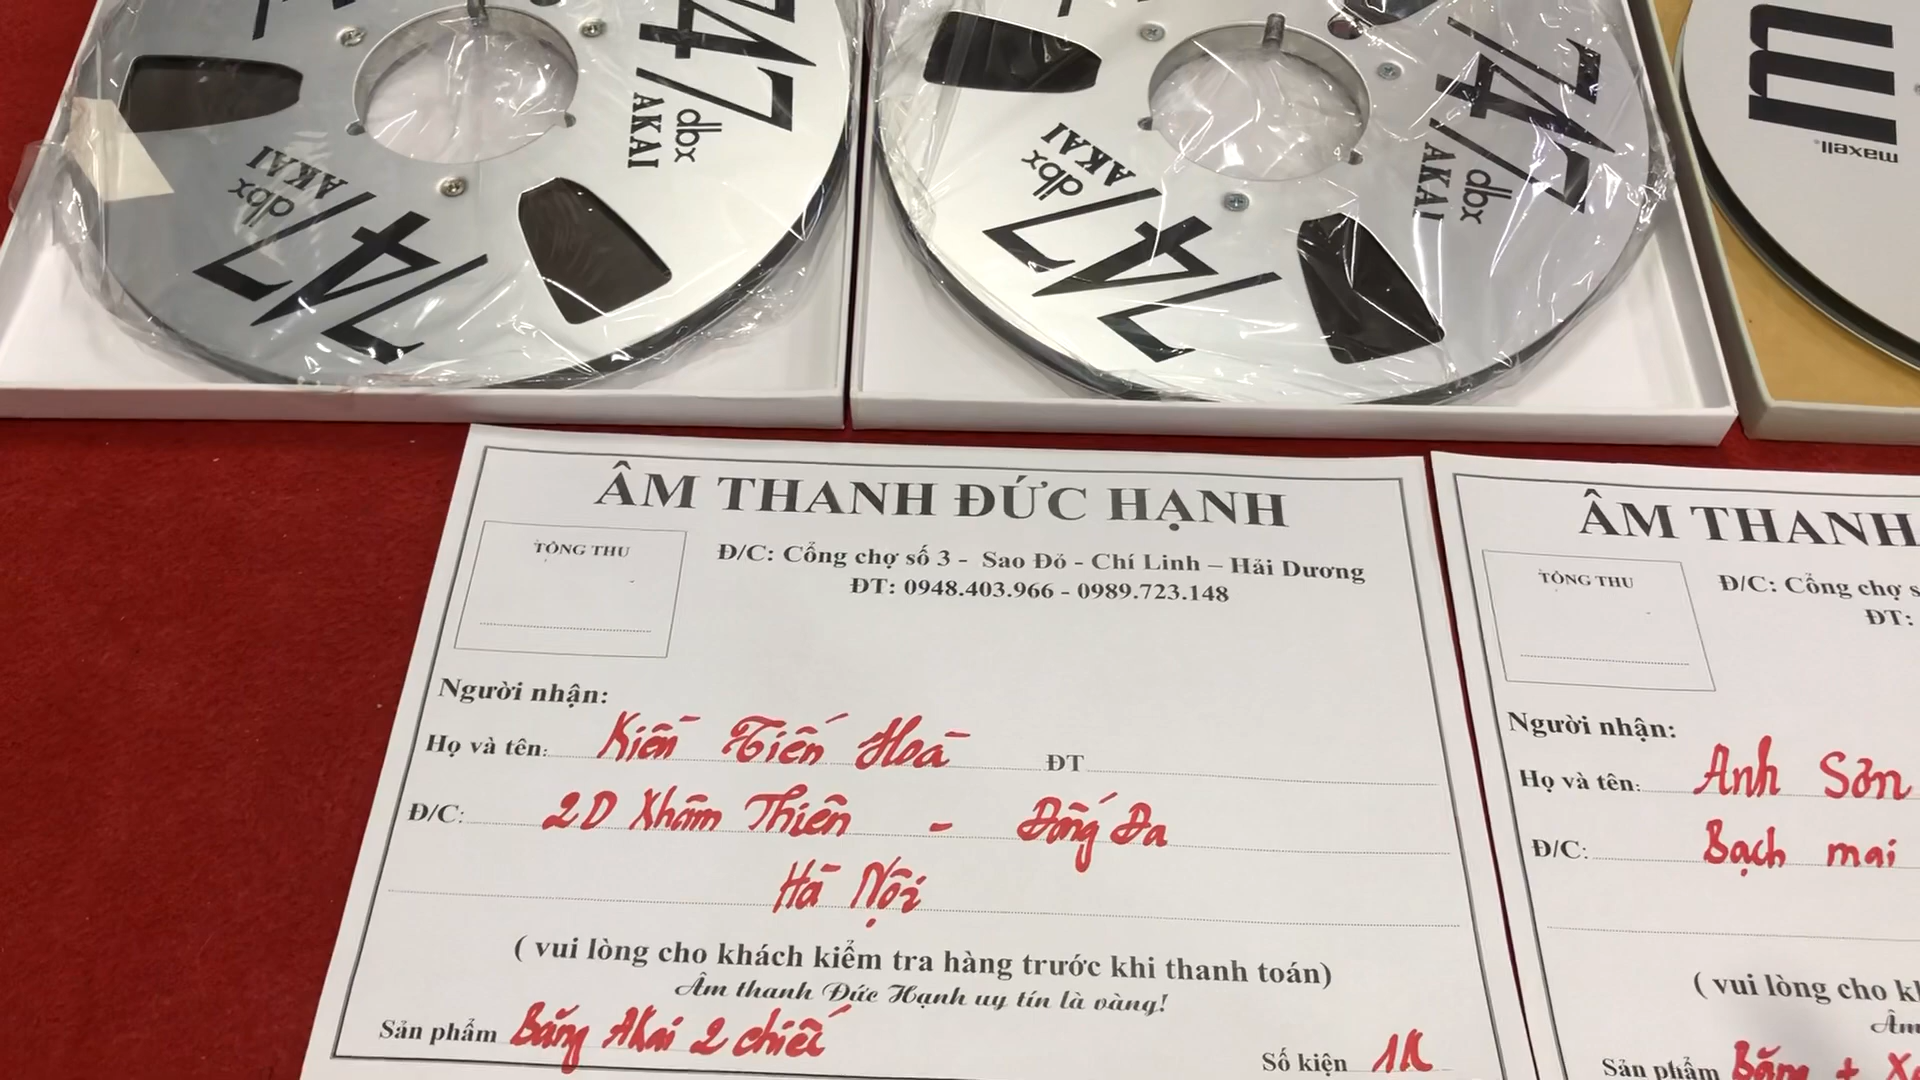 747
dbx
AKAI
747
dbx
AKAI
747
dbx
AKAI
747
dbx
AKAI
maxell
ÂM THANH ĐỨC HẠNH
TỔNG THU
Đ/C: Cổng chợ số 3 - Sao Đỏ - Chí Linh – Hải Dương
ĐT: 0948.403.966 - 0989.723.148
Người nhận:
Họ và tên: Kiến Tiến Hoà ĐT
Đ/C: 2D Khâm Thiên - Đống Đa
Hà Nội
( vui lòng cho khách kiểm tra hàng trước khi thanh toán)
Âm thanh Đức Hạnh uy tín là vàng!
Sản phẩm Băng Akai 2 chiếc
Số kiện 1K
ÂM THANH
TỔNG THU
Đ/C: Cổng chợ s
ĐT:
Người nhận:
Họ và tên: Anh Sơn
Đ/C: Bạch mai
( vui lòng cho kh
Âm
Sản phẩm Băng +